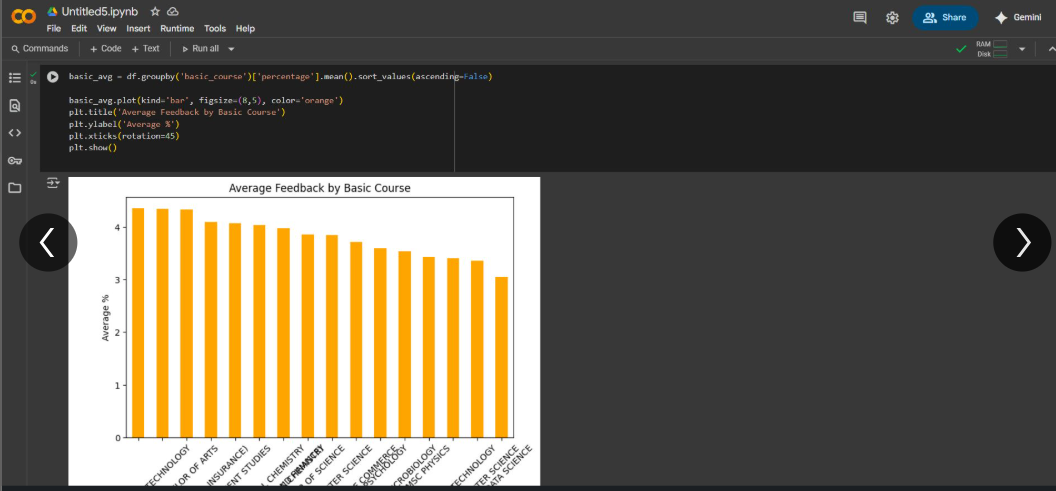 Untitled5.ipynb
File Edit View Insert Runtime Tools Help
Share
Gemini
Commands + Code + Text Run all
RAM
Disk
0s
basic_avg = df.groupby('basic_course')['percentage'].mean().sort_values(ascending=False)
basic_avg.plot(kind='bar', figsize=(8,5), color='orange')
plt.title('Average Feedback by Basic Course')
plt.ylabel('Average %')
plt.xticks(rotation=45)
plt.show()
Average Feedback by Basic Course
Average %
4
3
2
1
0
ECHNOLOGY
LOR OF ARTS
INSURANCE)
ENT STUDIES
L CHEMISTRY
OF SCIENCE
TER SCIENCE
COMMERCE
PSYCHOLOGY
CROBIOLOGY
MSC PHYSICS
ECHNOLOGY
TER SCIENCE
ATA SCIENCE